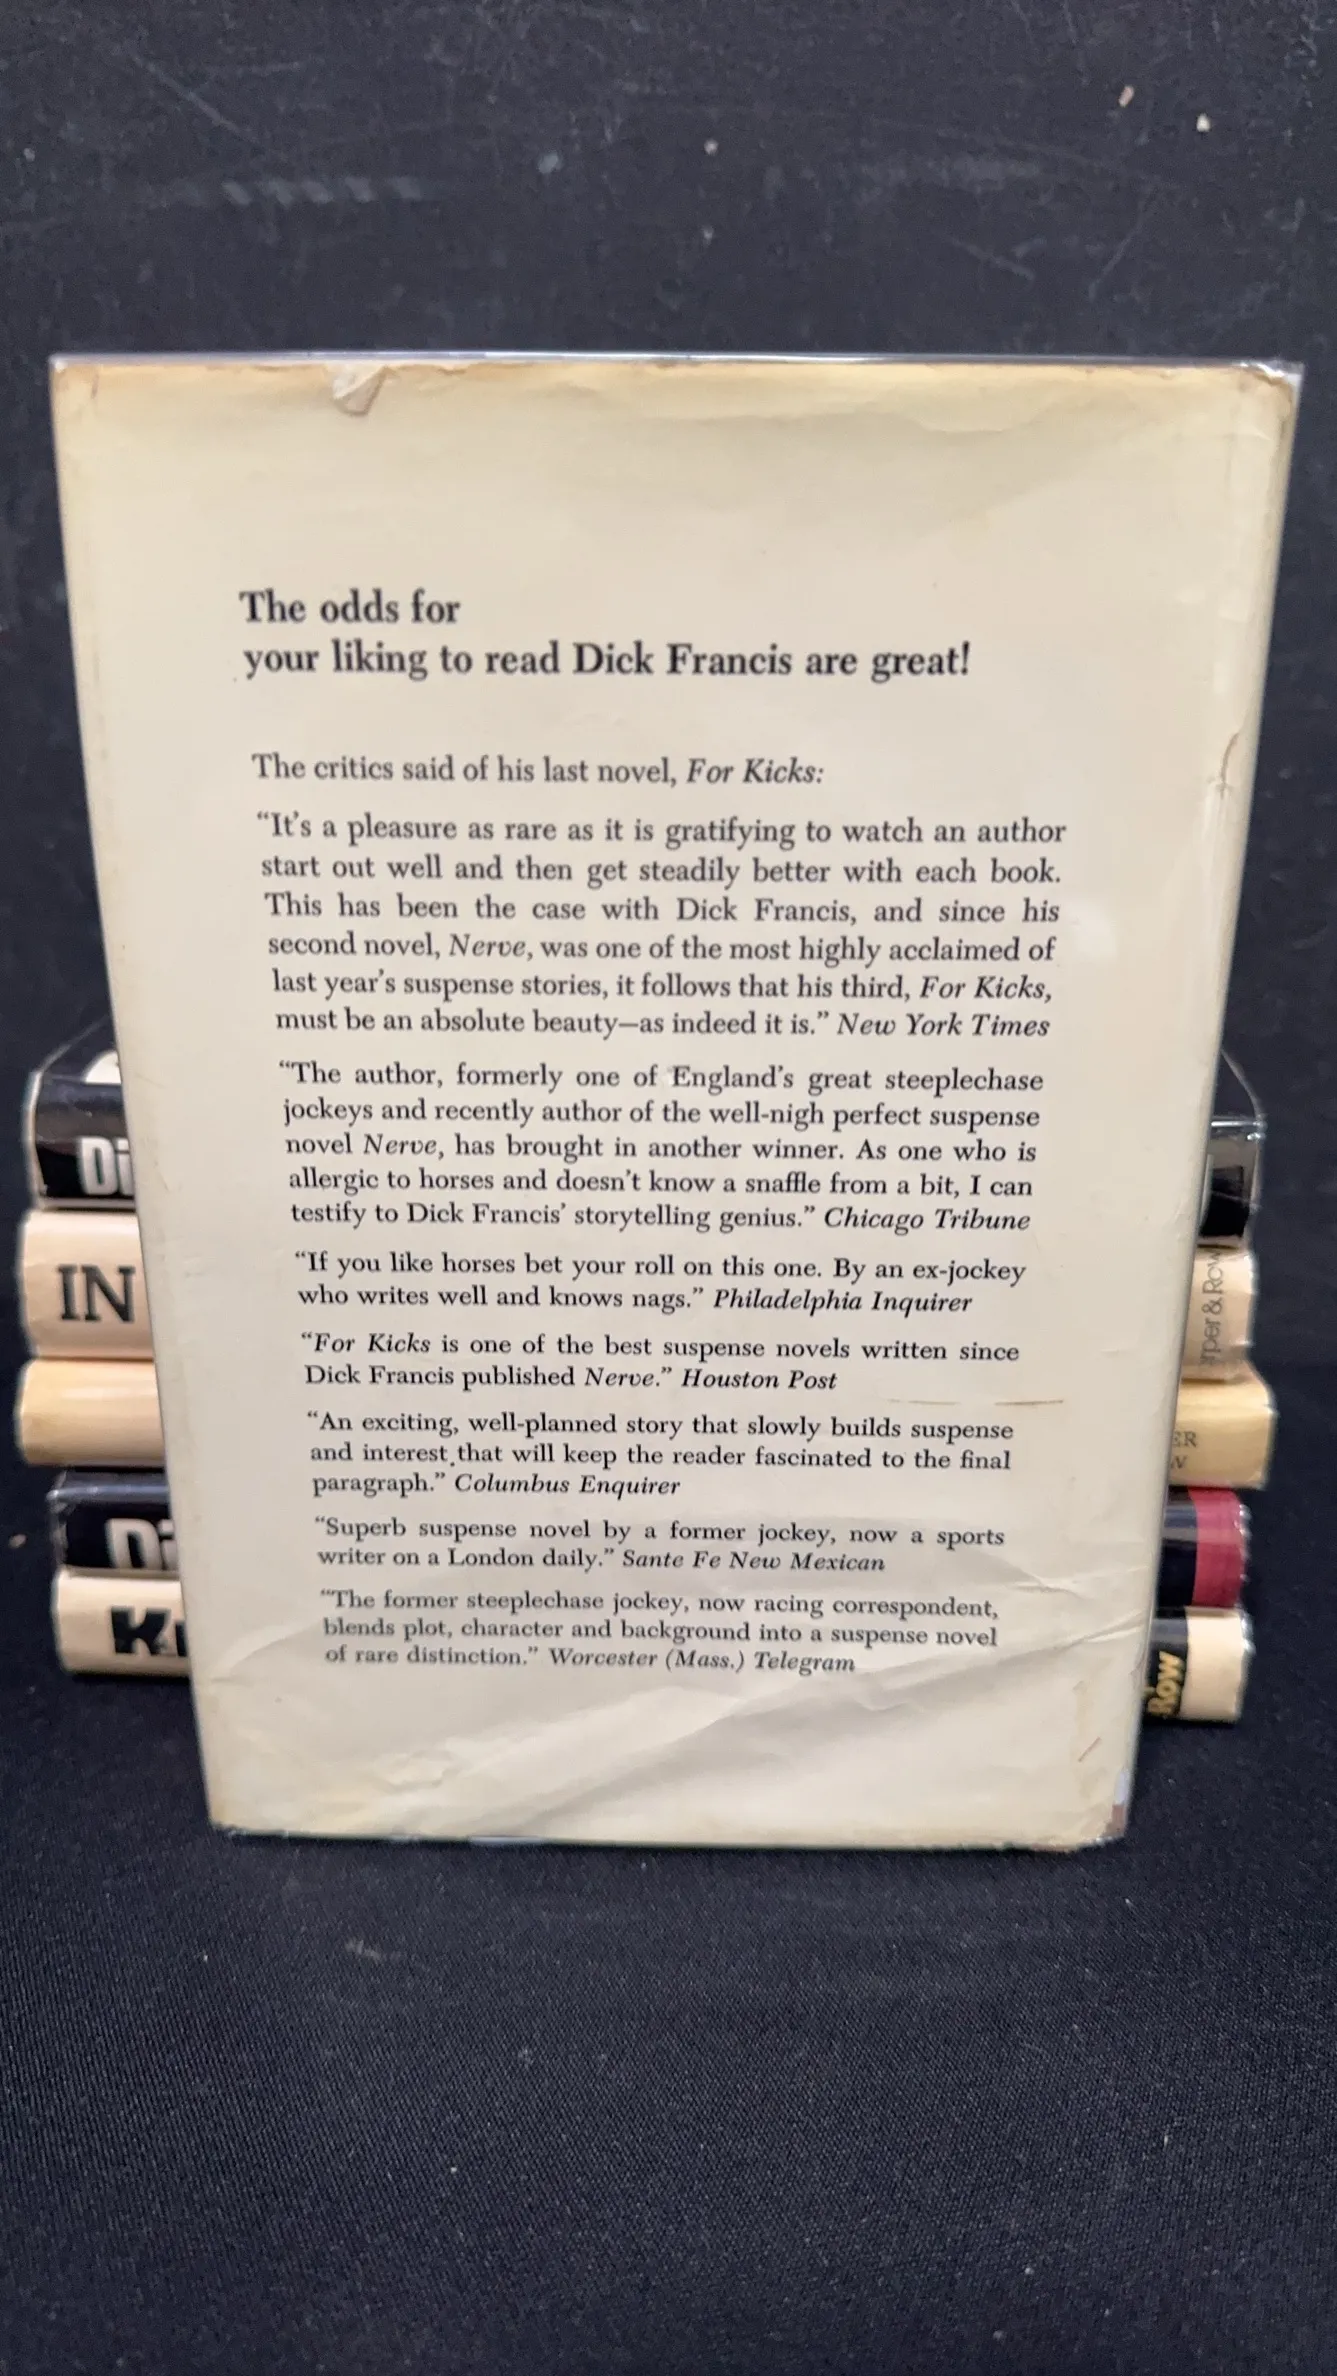 The odds for
your liking to read Dick Francis are great!
The critics said of his last novel, For Kicks:
“It's a pleasure as rare as it is gratifying to watch an author
start out well and then get steadily better with each book.
This has been the case with Dick Francis, and since his
second novel, Nerve, was one of the most highly acclaimed of
last year's suspense stories, it follows that his third, For Kicks,
must be an absolute beauty—as indeed it is.” New York Times
“The author, formerly one of England's great steeplechase
jockeys and recently author of the well-nigh perfect suspense
novel Nerve, has brought in another winner. As one who is
allergic to horses and doesn't know a snaffle from a bit, I can
testify to Dick Francis' storytelling genius.” Chicago Tribune
“If you like horses bet your roll on this one. By an ex-jockey
who writes well and knows nags.” Philadelphia Inquirer
“For Kicks is one of the best suspense novels written since
Dick Francis published Nerve.” Houston Post
“An exciting, well-planned story that slowly builds suspense
and interest that will keep the reader fascinated to the final
paragraph.” Columbus Enquirer
“Superb suspense novel by a former jockey, now a sports
writer on a London daily.” Sante Fe New Mexican
“The former steeplechase jockey, now racing correspondent,
blends plot, character and background into a suspense novel
of rare distinction.” Worcester (Mass.) Telegram
Di
IN
Di
rper & Row
ER
W
Row